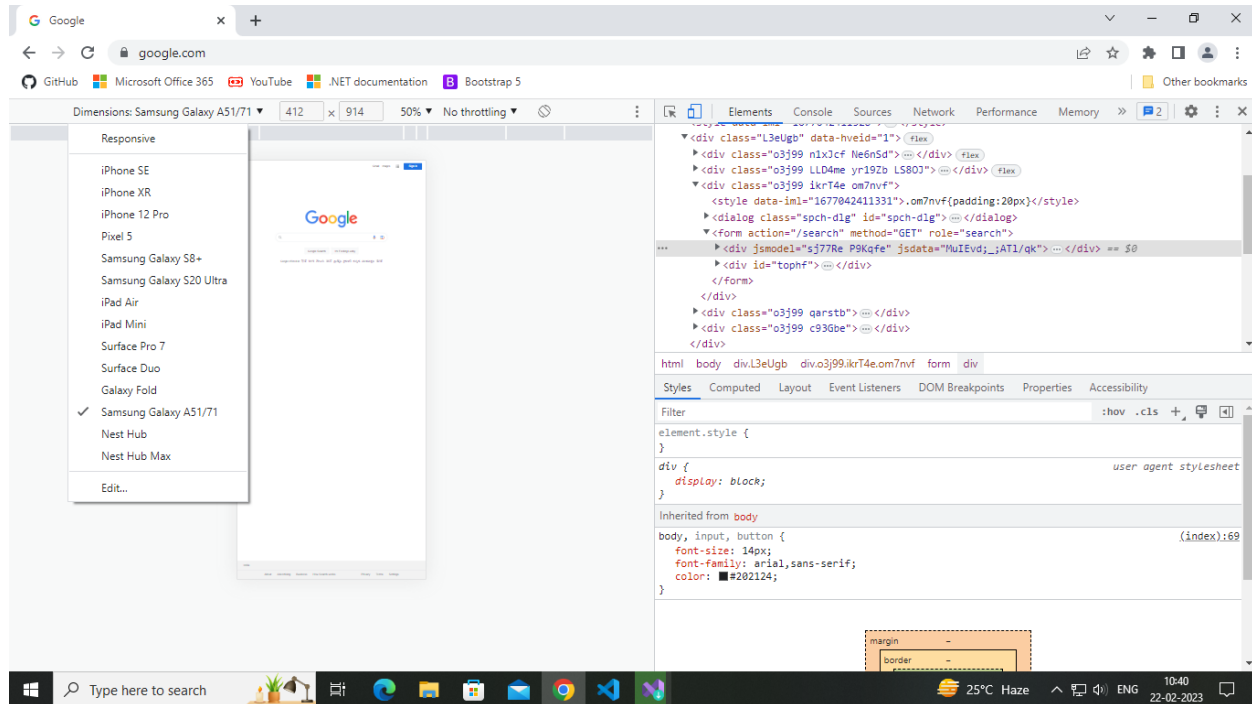 Google
google.com
GitHub Microsoft Office 365 YouTube .NET documentation B Bootstrap 5 Other bookmarks
Dimensions: Samsung Galaxy A51/71 ▼ 412 × 914 50% ▼ No throttling ▼
Responsive
iPhone SE
iPhone XR
iPhone 12 Pro
Pixel 5
Samsung Galaxy S8+
Samsung Galaxy S20 Ultra
iPad Air
iPad Mini
Surface Pro 7
Surface Duo
Galaxy Fold
Samsung Galaxy A51/71
Nest Hub
Nest Hub Max
Edit...
Google
Elements Console Sources Network Performance Memory » 2
▼<div class="L3eUgb" data-hveid="1"> flex
▶<div class="o3j99 n1xJcf Ne6nSd">…</div> flex
▶<div class="o3j99 LLD4me yr19Zb LS8OJ">…</div> flex
▼<div class="o3j99 ikrT4e om7nvf">
<style data-iml="1677042411331">.om7nvf{padding:20px}</style>
▶<dialog class="spch-dlg" id="spch-dlg">…</dialog>
▼<form action="/search" method="GET" role="search">
… ▶<div jsmodel="sj77Re P9Kqfe" jsdata="MuIEvd;_;ATl/qk">…</div> == $0
▶<div id="tophf">…</div>
</form>
</div>
▶<div class="o3j99 qarstb">…</div>
▶<div class="o3j99 c93Gbe">…</div>
</div>
html body div.L3eUgb div.o3j99.ikrT4e.om7nvf form div
Styles Computed Layout Event Listeners DOM Breakpoints Properties Accessibility
Filter :hov .cls +
element.style {
}
div { user agent stylesheet
display: block;
}
Inherited from body
body, input, button { (index):69
font-size: 14px;
font-family: arial,sans-serif;
color: #202124;
}
margin -
border -
Type here to search 25°C Haze ENG 10:40
22-02-2023